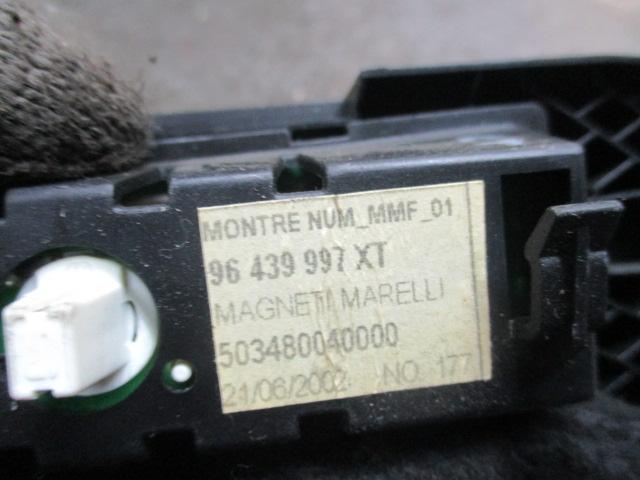 MONTRE NUM_MMF_01
96 439 997 XT
MAGNETI MARELLI
503480040000
21/06/2002 NO 177